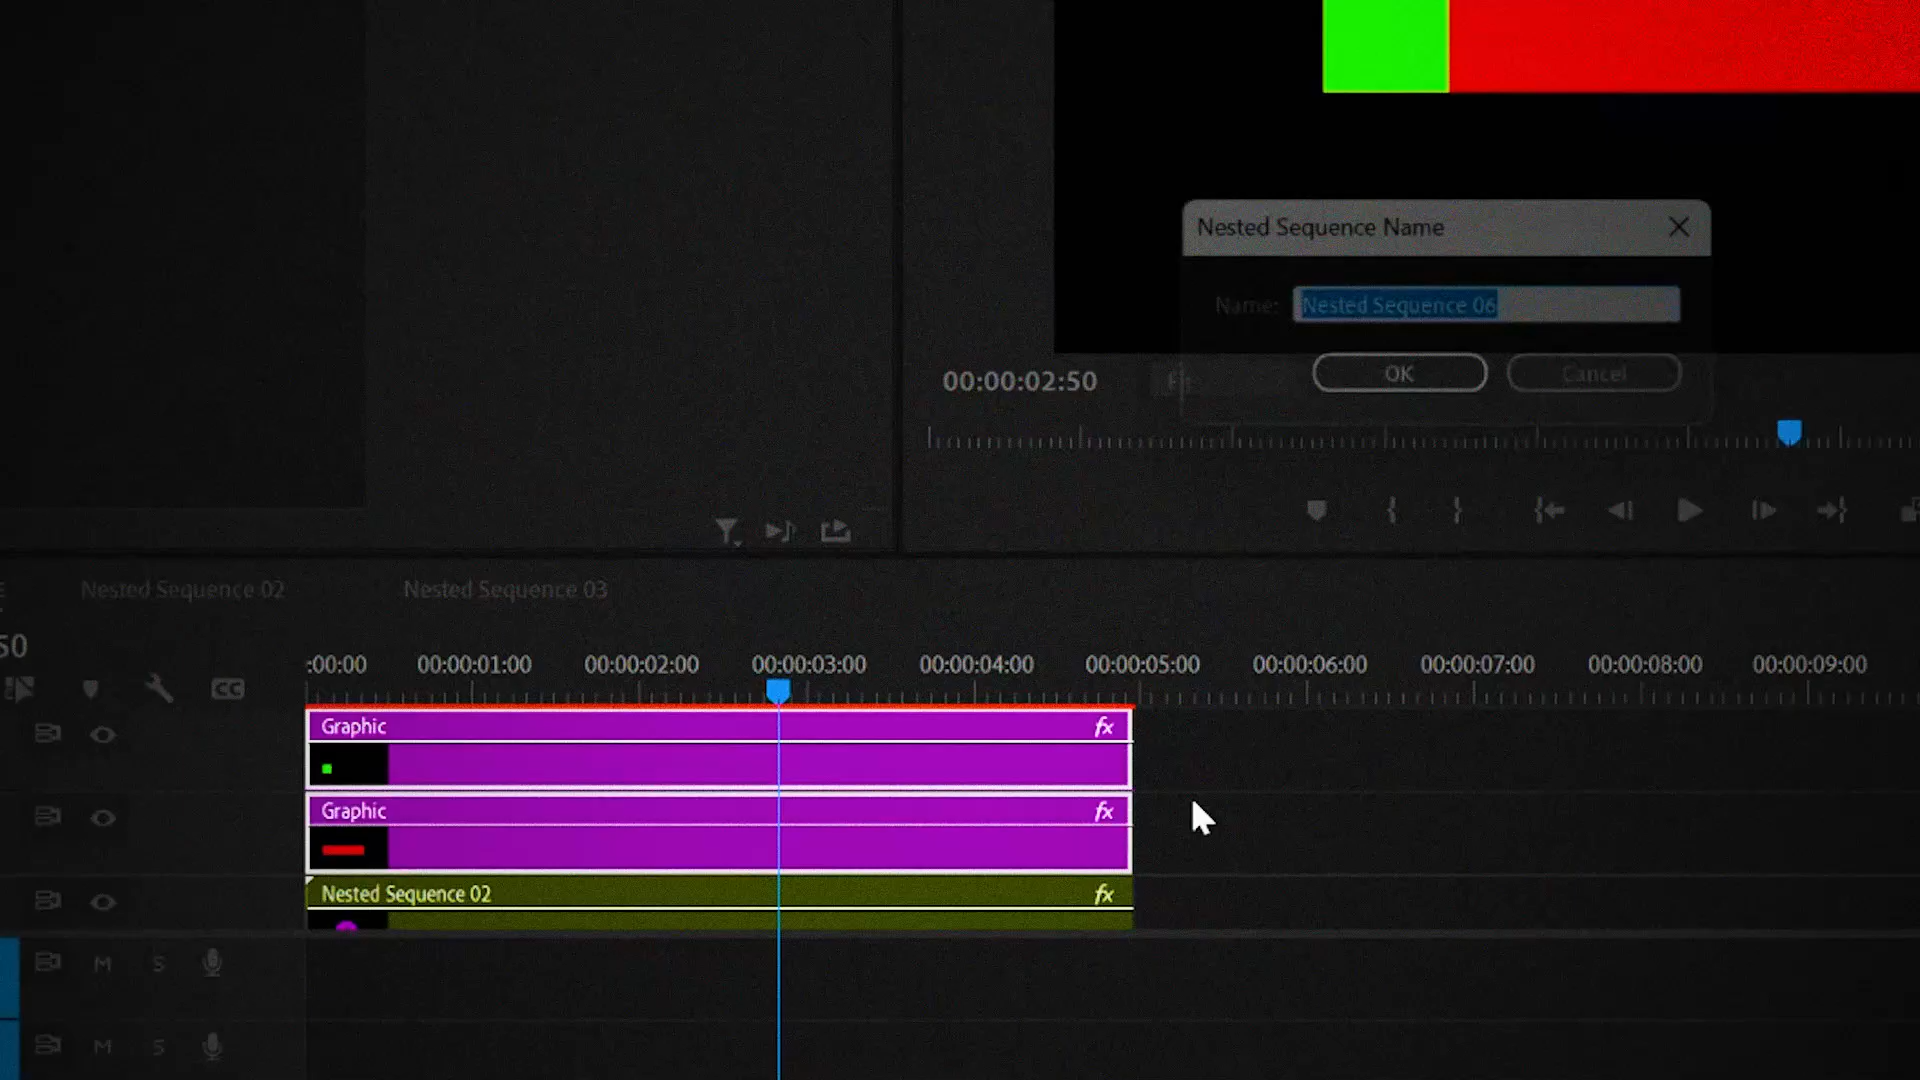 Nested Sequence Name
Name: Nested Sequence 06
OK Cancel
00:00:02:50
Nested Sequence 02 Nested Sequence 03
50
:00:00 00:00:01:00 00:00:02:00 00:00:03:00 00:00:04:00 00:00:05:00 00:00:06:00 00:00:07:00 00:00:08:00 00:00:09:00
CC
Graphic fx
Graphic fx
Nested Sequence 02 fx
M S
M S